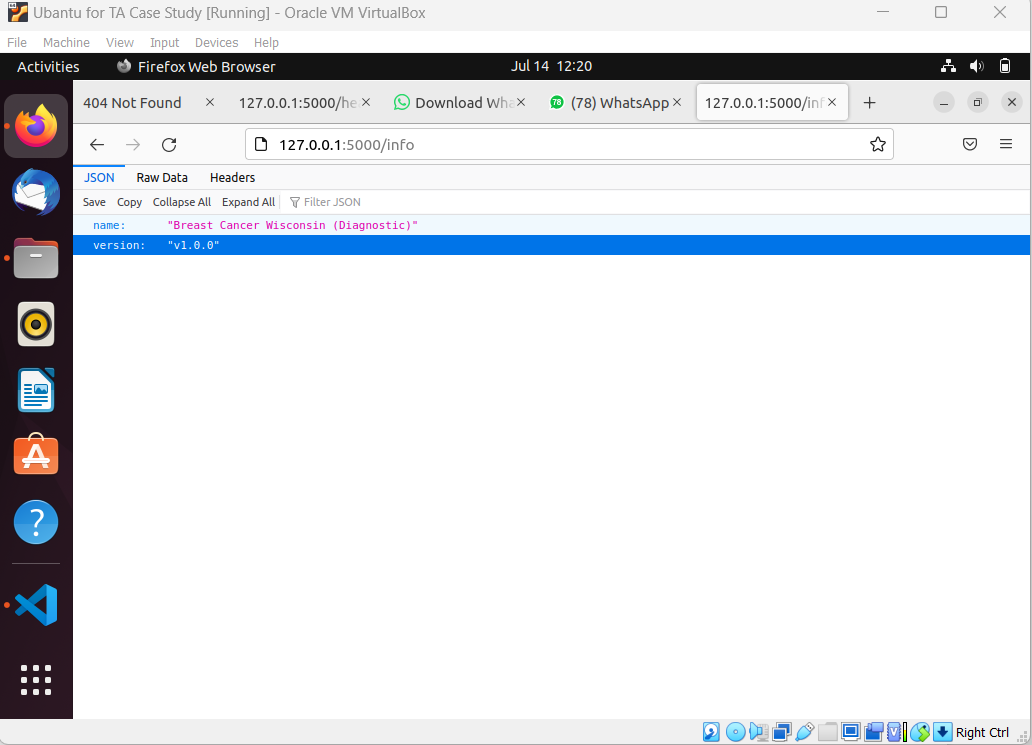 Ubantu for TA Case Study [Running] - Oracle VM VirtualBox
File Machine View Input Devices Help
Activities Firefox Web Browser Jul 14 12:20
404 Not Found 127.0.0.1:5000/he Download Wha (78) WhatsApp 127.0.0.1:5000/inf
78
127.0.0.1:5000/info
JSON Raw Data Headers
Save Copy Collapse All Expand All Filter JSON
name: "Breast Cancer Wisconsin (Diagnostic)"
version: "v1.0.0"
Right Ctrl